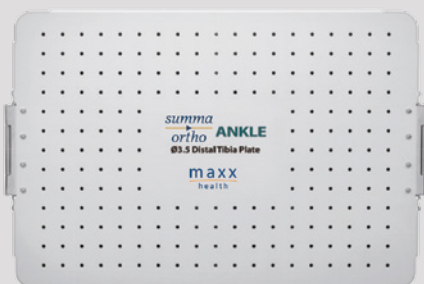 summa
ortho ANKLE
Ø3.5 Distal Tibia Plate
maxx
health